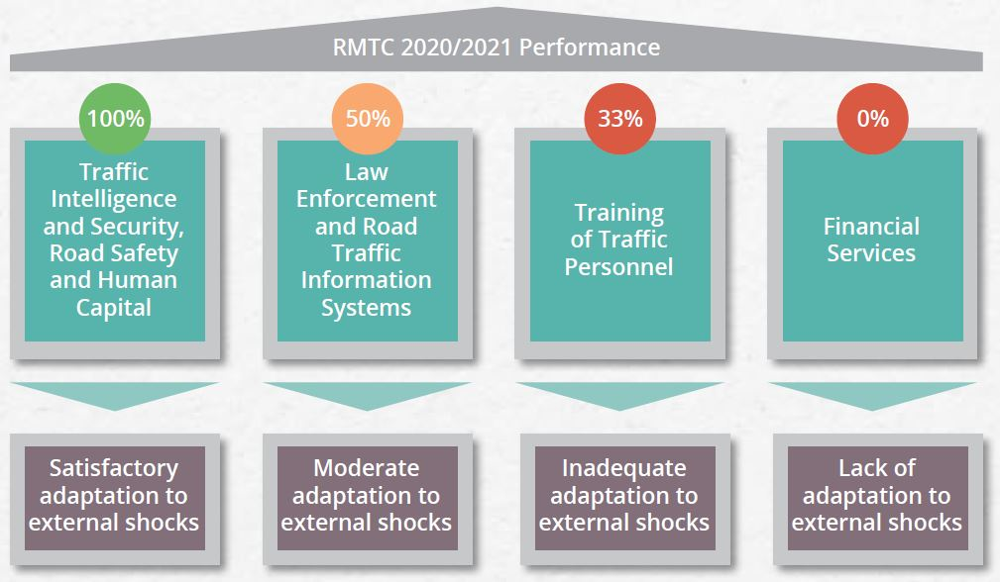 RMTC 2020/2021 Performance
100%
Traffic
Intelligence
and Security,
Road Safety
and Human
Capital
Satisfactory
adaptation to
external shocks
50%
Law
Enforcement
and Road
Traffic
Information
Systems
Moderate
adaptation to
external shocks
33%
Training
of Traffic
Personnel
Inadequate
adaptation to
external shocks
0%
Financial
Services
Lack of
adaptation to
external shocks